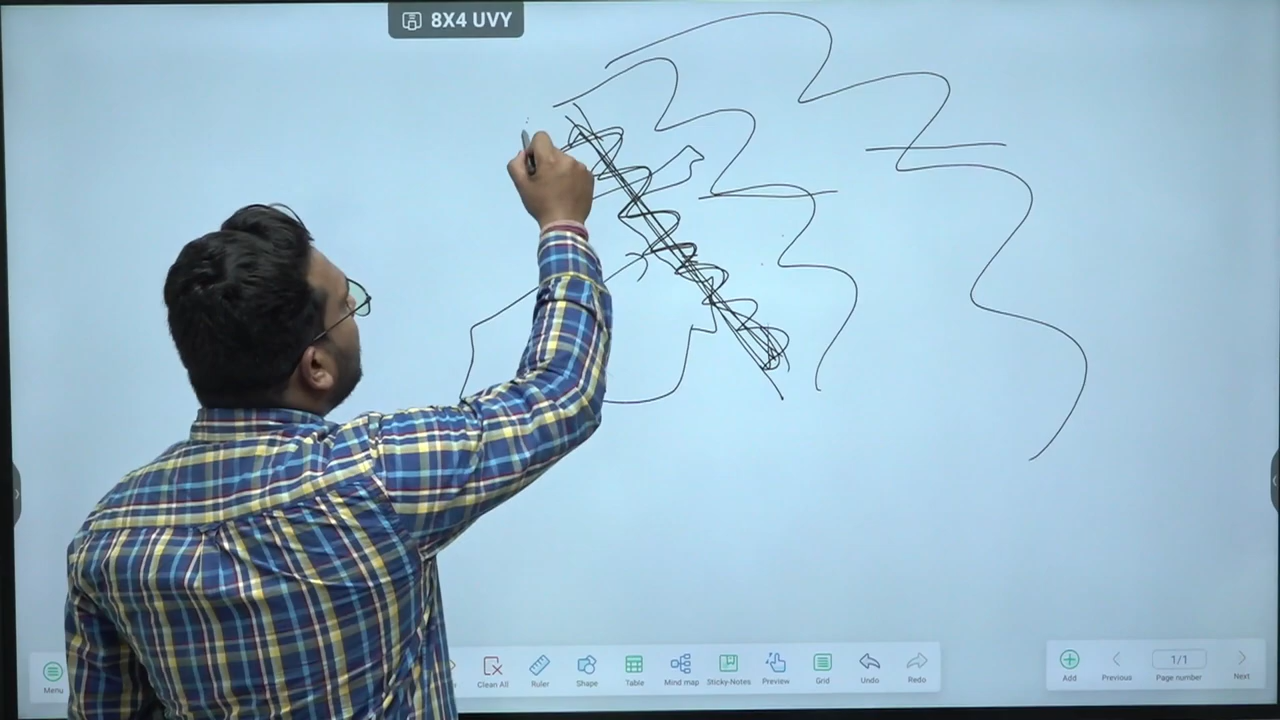 8X4 UVY
Menu
Clean All
Ruler
Shape
Table
Mind map
Sticky-Notes
Preview
Grid
Undo
Redo
Add
Previous
1/1
Page number
Next